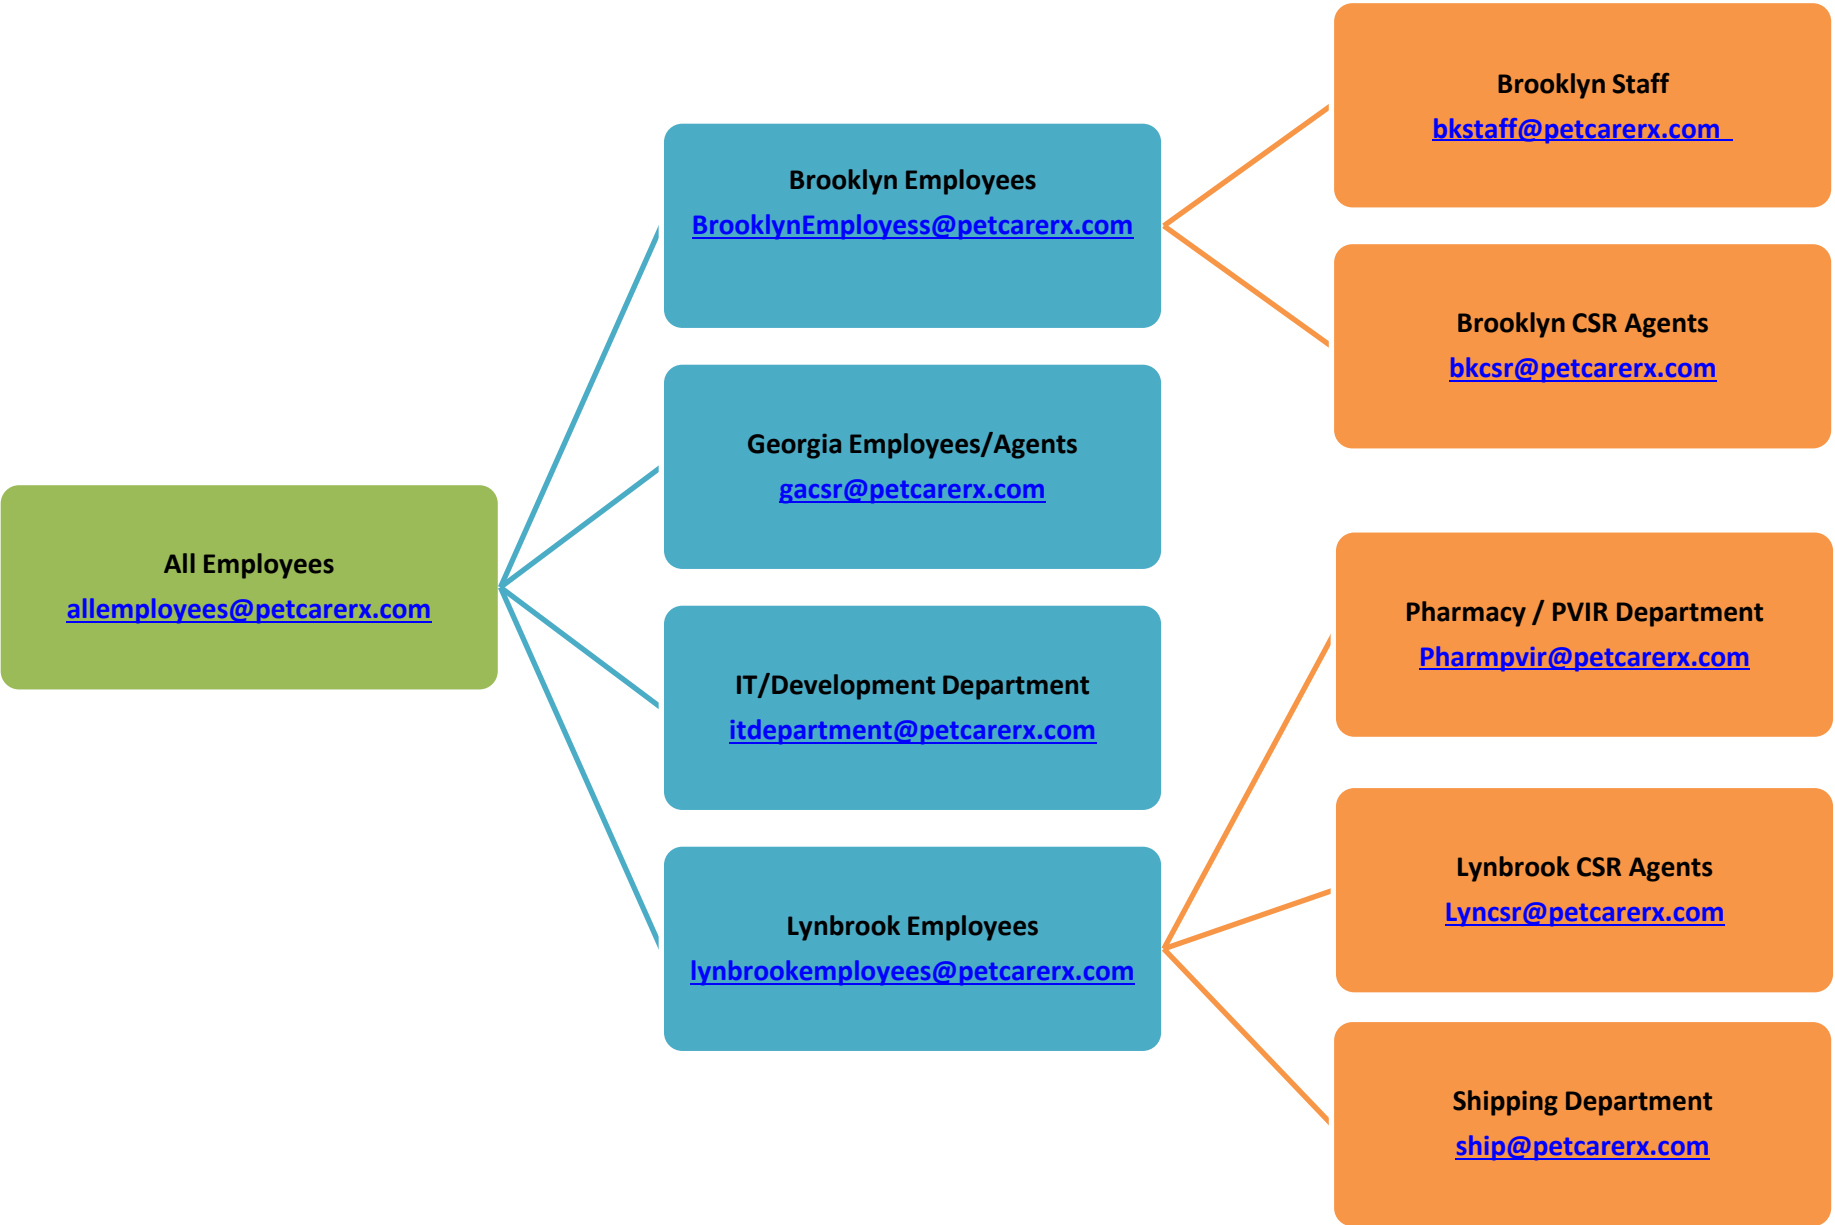 Brooklyn Staff
bkstaff@petcarerx.com
Brooklyn Employees
BrooklynEmployess@petcarerx.com
Brooklyn CSR Agents
bkcsr@petcarerx.com
Georgia Employees/Agents
gacsr@petcarerx.com
All Employees
allemployees@petcarerx.com
Pharmacy / PVIR Department
Pharmpvir@petcarerx.com
IT/Development Department
itdepartment@petcarerx.com
Lynbrook CSR Agents
Lyncsr@petcarerx.com
Lynbrook Employees
lynbrookemployees@petcarerx.com
Shipping Department
ship@petcarerx.com